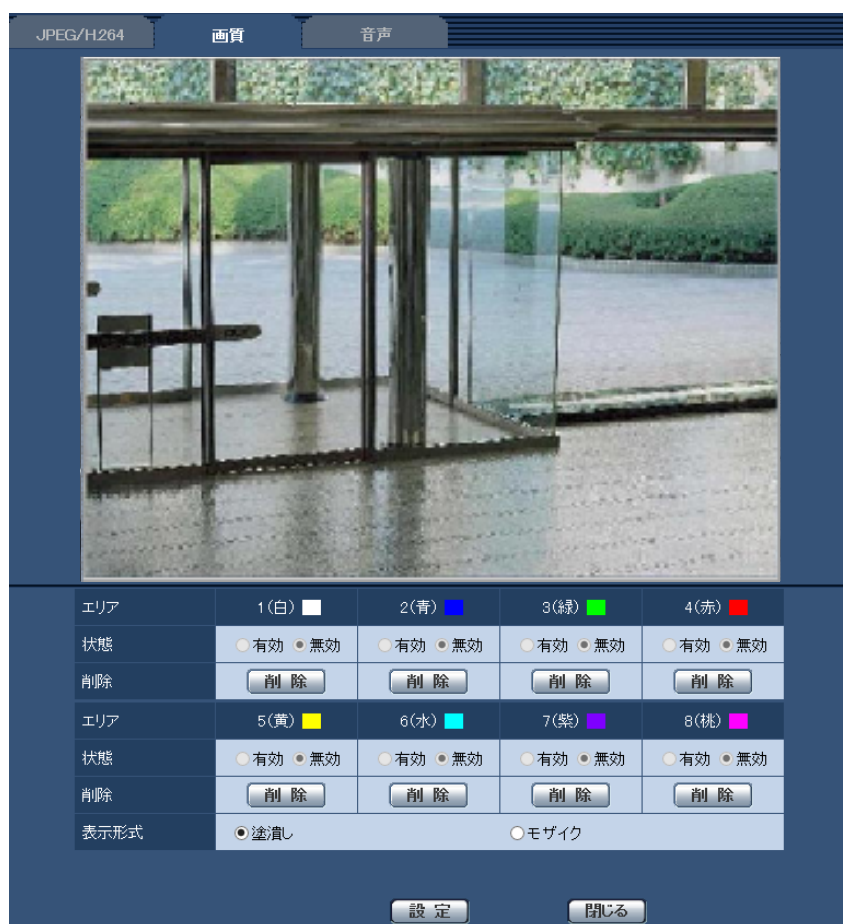 JPEG/H.264 画質 音声
エリア 1(白) 2(青) 3(緑) 4(赤)
状態 有効 無効 有効 無効 有効 無効 有効 無効
削除 削除 削除 削除 削除
エリア 5(黄) 6(水) 7(紫) 8(桃)
状態 有効 無効 有効 無効 有効 無効 有効 無効
削除 削除 削除 削除 削除
表示形式 塗潰し モザイク
設定 閉じる